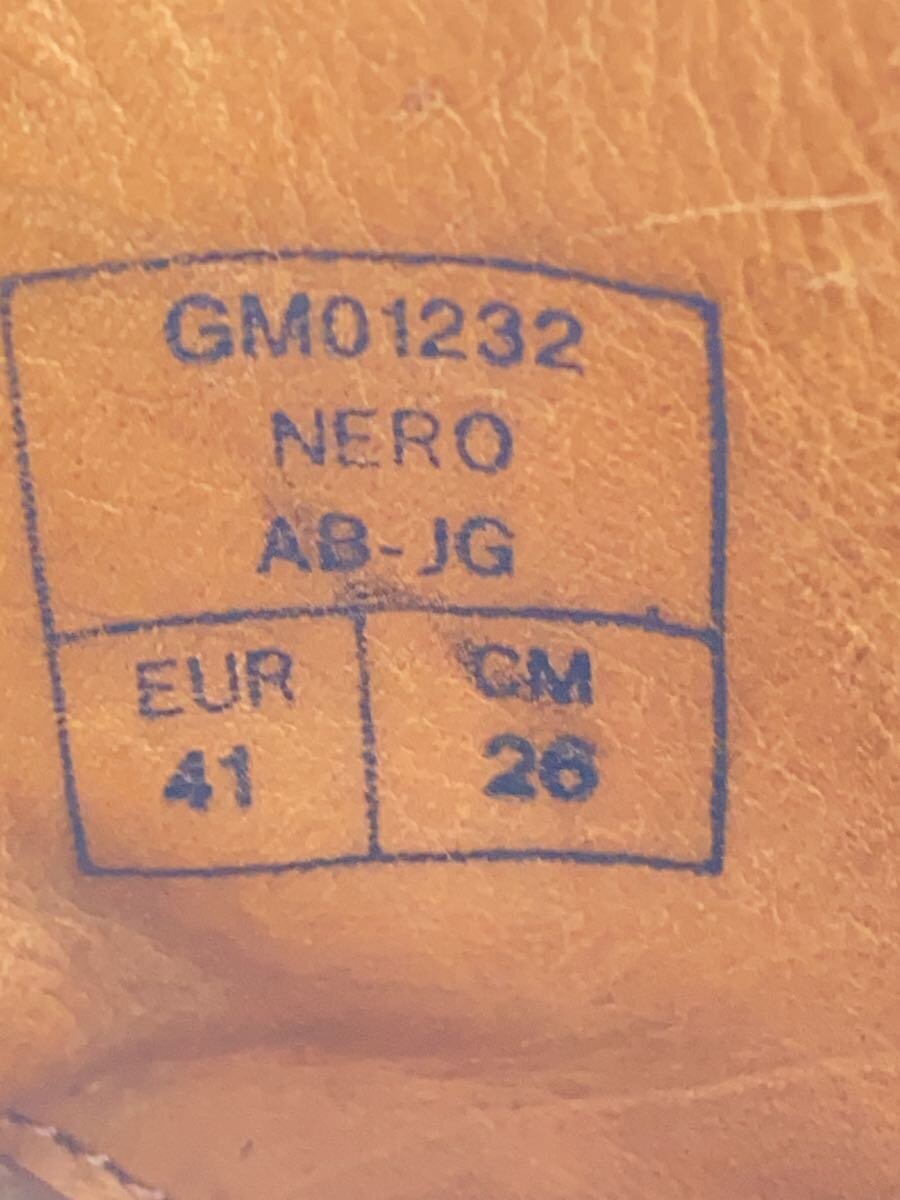 GM01232
NERO
AB-JG
EUR
41
CM
26